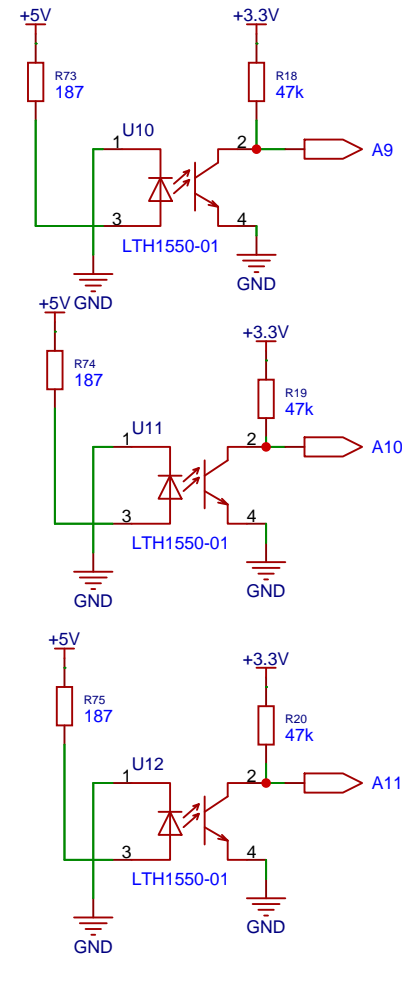 +5V
+3.3V
R73
187
R18
47k
U10
1
2
A9
3
4
LTH1550-01
GND
GND
+5V
+3.3V
R74
187
R19
47k
U11
1
2
A10
3
4
LTH1550-01
GND
GND
+5V
+3.3V
R75
187
R20
47k
U12
1
2
A11
3
4
LTH1550-01
GND
GND